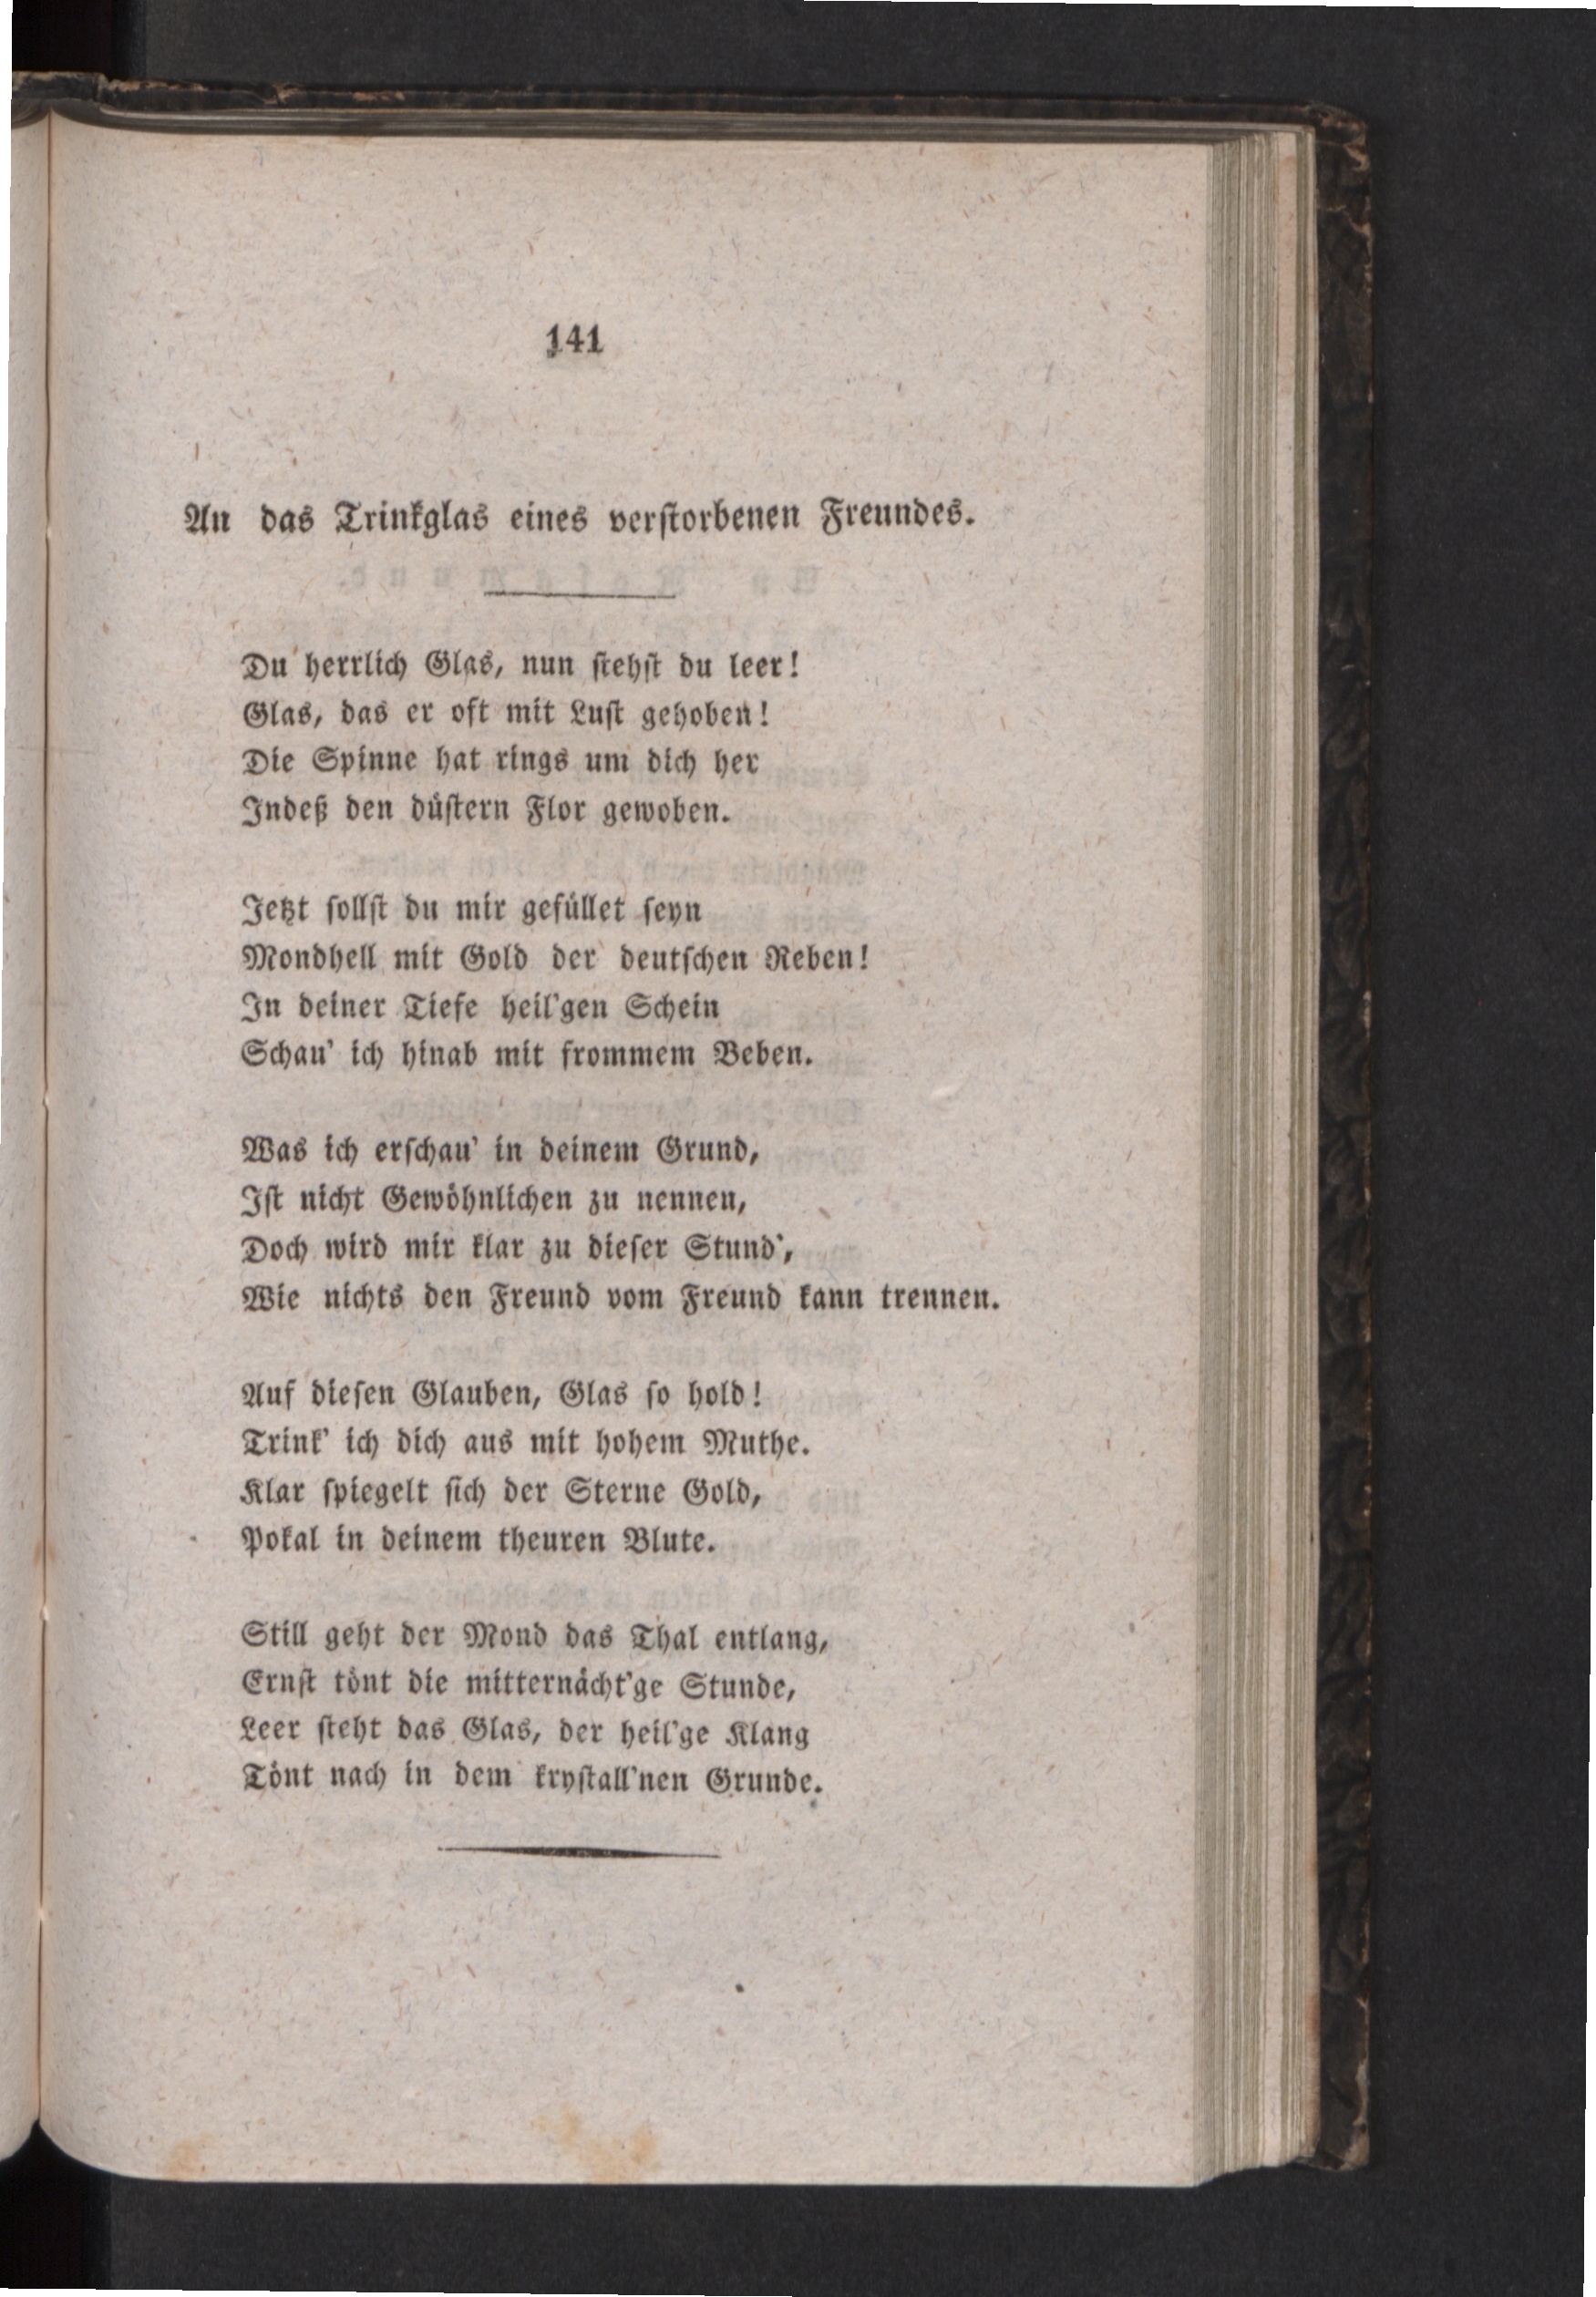 141
An das Trinkglas eines verstorbenen Freundes.
Du herrlich Glas, nun stehst du leer!
Glas, das er oft mit Lust gehoben!
Die Spinne hat rings um dich her
Indeß den düstern Flor gewoben.
Jetzt sollst du mir gefüllet seyn
Mondhell mit Gold der deutschen Reben!
In deiner Tiefe heil'gen Schein
Schau' ich hinab mit frommem Beben.
Was ich erschau' in deinem Grund,
Ist nicht Gewöhnlichen zu nennen,
Doch wird mir klar zu dieser Stund',
Wie nichts den Freund vom Freund kann trennen.
Auf diesen Glauben, Glas so hold!
Trink' ich dich aus mit hohem Muthe.
Klar spiegelt sich der Sterne Gold,
Pokal in deinem theuren Blute.
Still geht der Mond das Thal entlang,
Ernst tönt die mitternächt'ge Stunde,
Leer steht das Glas, der heil'ge Klang
Tönt nach in dem krystall'nen Grunde.